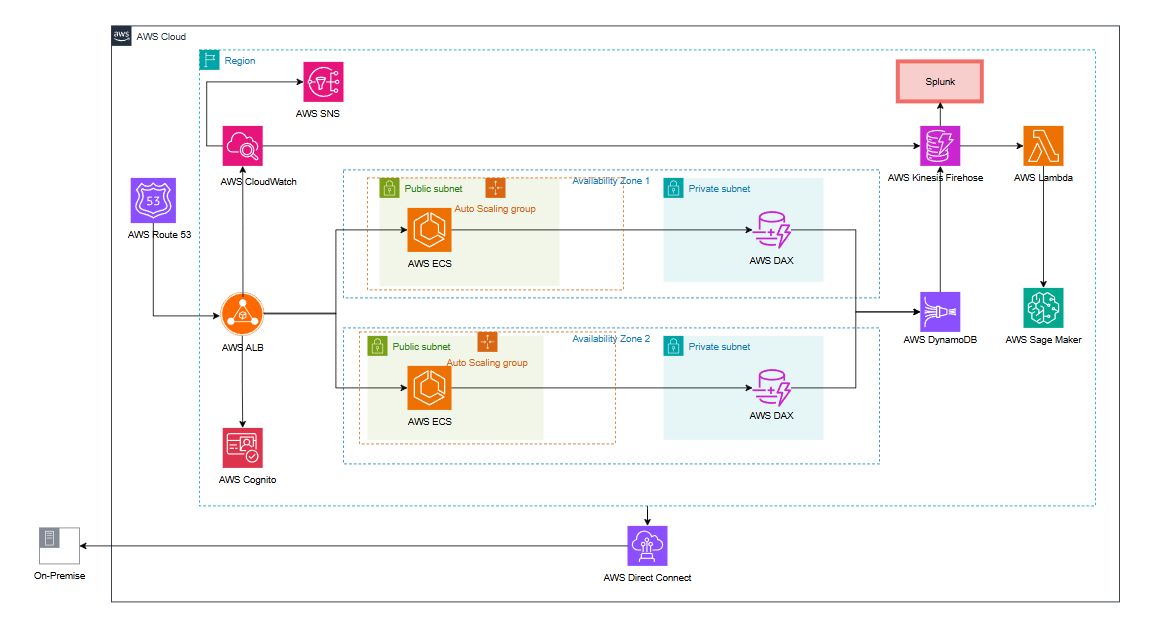 aws
AWS Cloud
Region
AWS SNS
Splunk
AWS CloudWatch
AWS Kinesis Firehose
AWS Lambda
53
AWS Route 53
Availability Zone 1
Public subnet
Auto Scaling group
AWS ECS
Private subnet
AWS DAX
AWS ALB
Availability Zone 2
Public subnet
Auto Scaling group
AWS ECS
Private subnet
AWS DAX
AWS DynamoDB
AWS Sage Maker
AWS Cognito
On-Premise
AWS Direct Connect